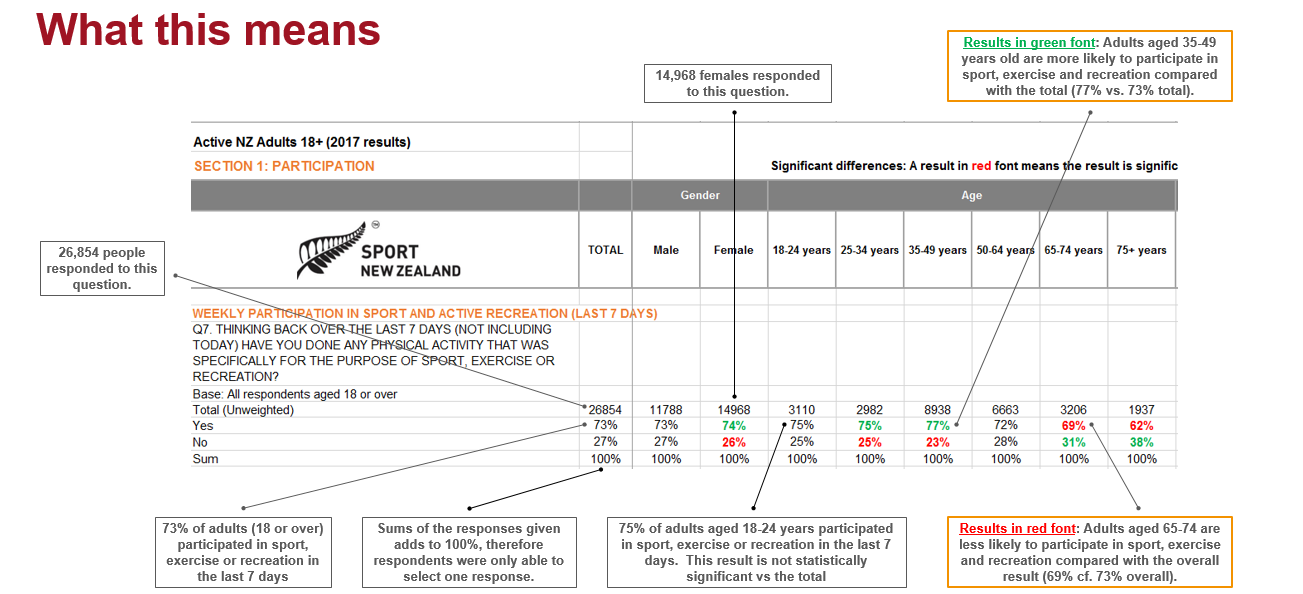 What this means
Results in green font: Adults aged 35-49
years old are more likely to participate in
sport, exercise and recreation compared
with the total (77% vs. 73% total).
14,968 females responded
to this question.
Active NZ Adults 18+ (2017 results)
SECTION 1: PARTICIPATION
Significant differences: A result in red font means the result is signific
Gender Age
TM
SPORT
NEW ZEALAND
TOTAL Male Female 18-24 years 25-34 years 35-49 years 50-64 years 65-74 years 75+ years
26,854 people
responded to this
question.
WEEKLY PARTICIPATION IN SPORT AND ACTIVE RECREATION (LAST 7 DAYS)
Q7. THINKING BACK OVER THE LAST 7 DAYS (NOT INCLUDING
TODAY) HAVE YOU DONE ANY PHYSICAL ACTIVITY THAT WAS
SPECIFICALLY FOR THE PURPOSE OF SPORT, EXERCISE OR
RECREATION?
Base: All respondents aged 18 or over
Total (Unweighted) 26854 11788 14968 3110 2982 8938 6663 3206 1937
Yes 73% 73% 74% 75% 75% 77% 72% 69% 62%
No 27% 27% 26% 25% 25% 23% 28% 31% 38%
Sum 100% 100% 100% 100% 100% 100% 100% 100% 100%
73% of adults (18 or over)
participated in sport,
exercise or recreation in
the last 7 days
Sums of the responses given
adds to 100%, therefore
respondents were only able to
select one response.
75% of adults aged 18-24 years participated
in sport, exercise or recreation in the last 7
days. This result is not statistically
significant vs the total
Results in red font: Adults aged 65-74 are
less likely to participate in sport, exercise
and recreation compared with the overall
result (69% cf. 73% overall).